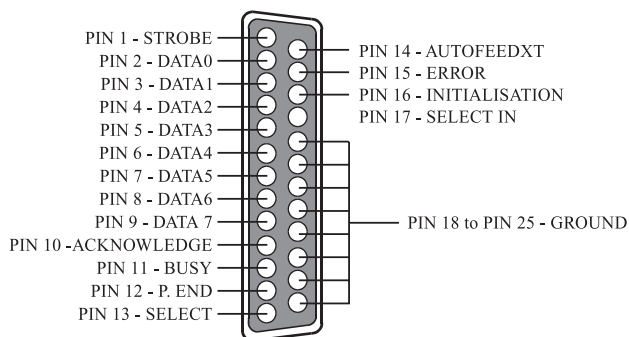 PIN 1 - STROBE
PIN 2 - DATA0
PIN 3 - DATA1
PIN 4 - DATA2
PIN 5 - DATA3
PIN 6 - DATA4
PIN 7 - DATA5
PIN 8 - DATA6
PIN 9 - DATA 7
PIN 10 -ACKNOWLEDGE
PIN 11 - BUSY
PIN 12 - P. END
PIN 13 - SELECT
PIN 14 - AUTOFEEDXT
PIN 15 - ERROR
PIN 16 - INITIALISATION
PIN 17 - SELECT IN
PIN 18 to PIN 25 - GROUND